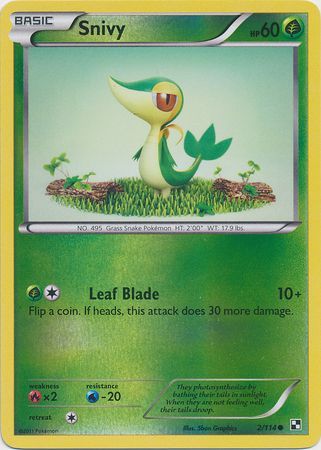 BASIC
Snivy
HP60
NO. 495 Grass Snake Pokémon HT: 2'00" WT: 17.9 lbs.
Leaf Blade 10+
Flip a coin. If heads, this attack does 30 more damage.
weakness resistance
×2 -20
retreat
They photosynthesize by
bathing their tails in sunlight.
When they are not feeling well,
their tails droop.
©2011 Pokémon
Illus. 5ban Graphics
2/114